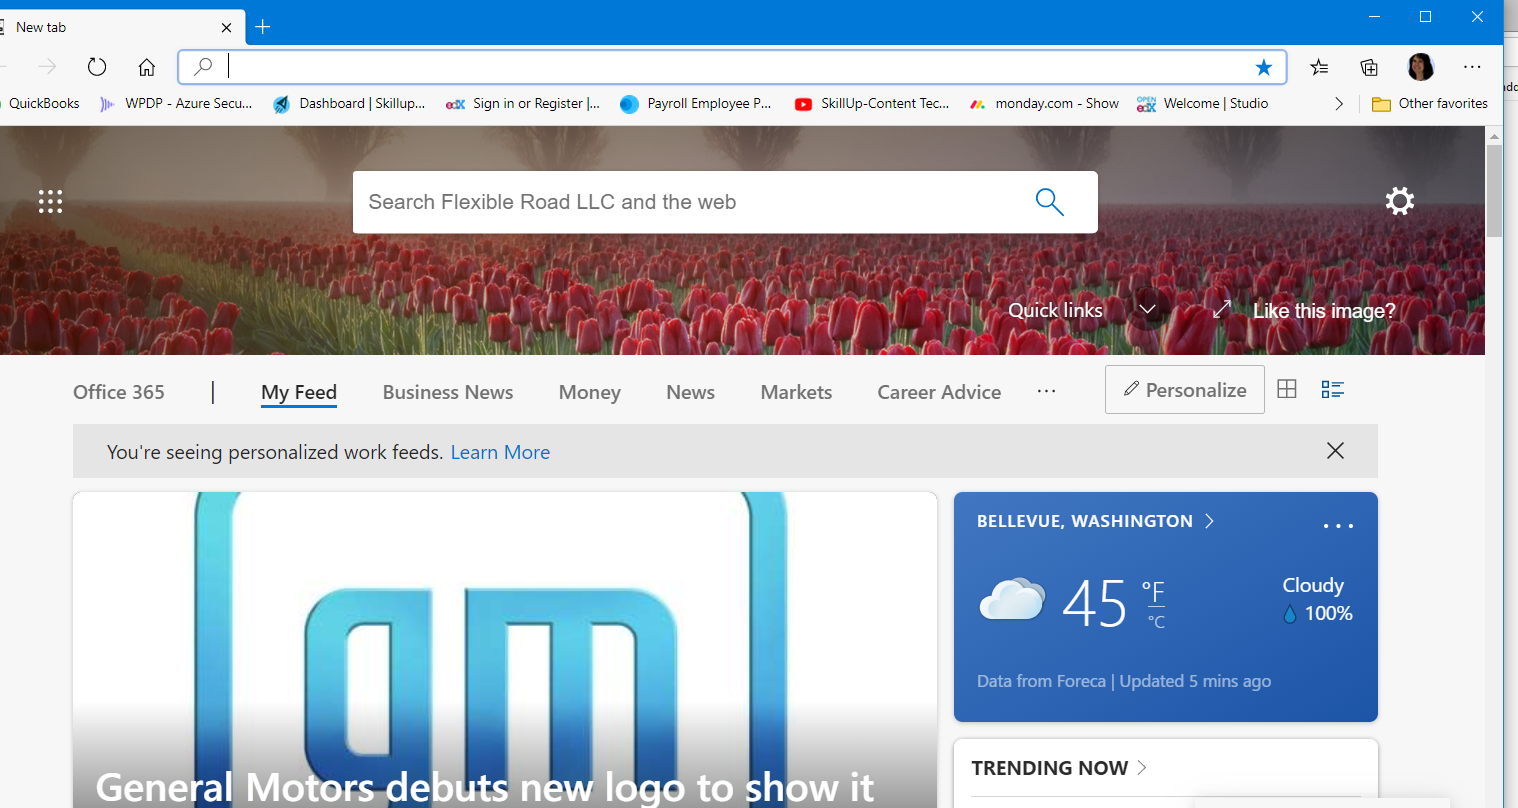 New tab
QuickBooks WPDP - Azure Secu... Dashboard | Skillup... edX Sign in or Register |... Payroll Employee P... SkillUp-Content Tec... monday.com - Show OPEN edX Welcome | Studio Other favorites
Search Flexible Road LLC and the web
Quick links Like this image?
Office 365 | My Feed Business News Money News Markets Career Advice ... Personalize
You're seeing personalized work feeds. Learn More
gm
General Motors debuts new logo to show it
BELLEVUE, WASHINGTON
45 °F
°C
Cloudy
100%
Data from Foreca | Updated 5 mins ago
TRENDING NOW